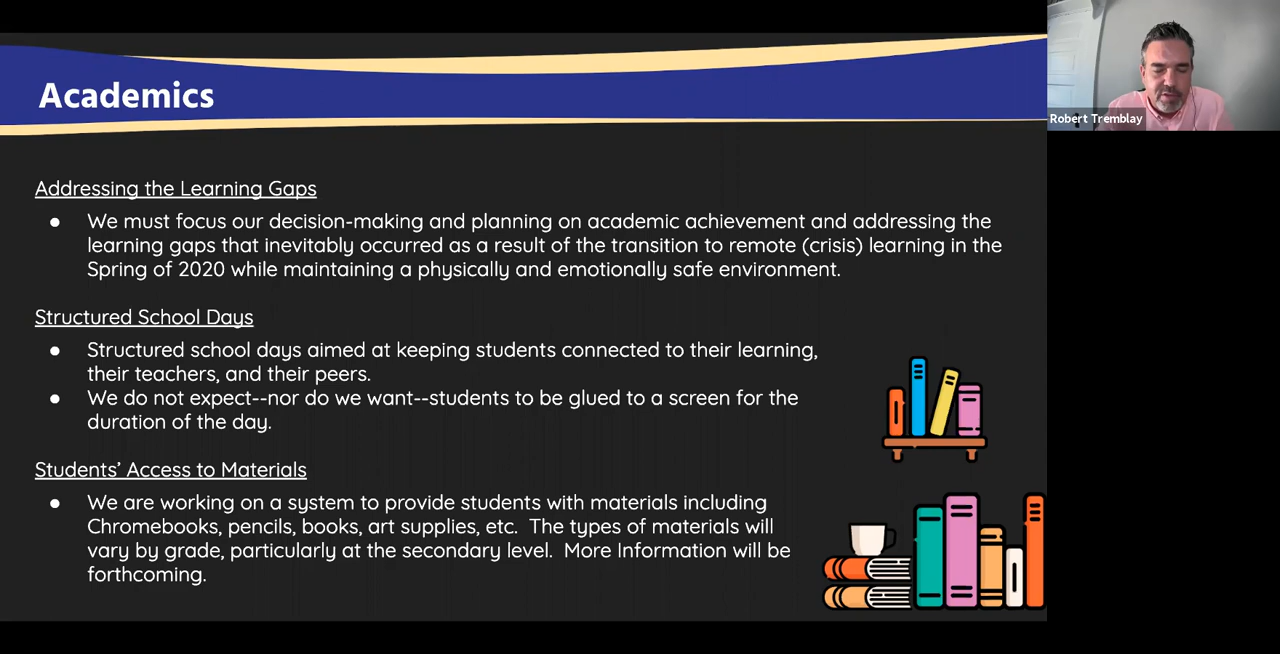 Academics
Robert Tremblay
Addressing the Learning Gaps
● We must focus our decision-making and planning on academic achievement and addressing the
learning gaps that inevitably occurred as a result of the transition to remote (crisis) learning in the
Spring of 2020 while maintaining a physically and emotionally safe environment.
Structured School Days
● Structured school days aimed at keeping students connected to their learning,
their teachers, and their peers.
● We do not expect--nor do we want--students to be glued to a screen for the
duration of the day.
Students' Access to Materials
● We are working on a system to provide students with materials including
Chromebooks, pencils, books, art supplies, etc.  The types of materials will
vary by grade, particularly at the secondary level.  More Information will be
forthcoming.